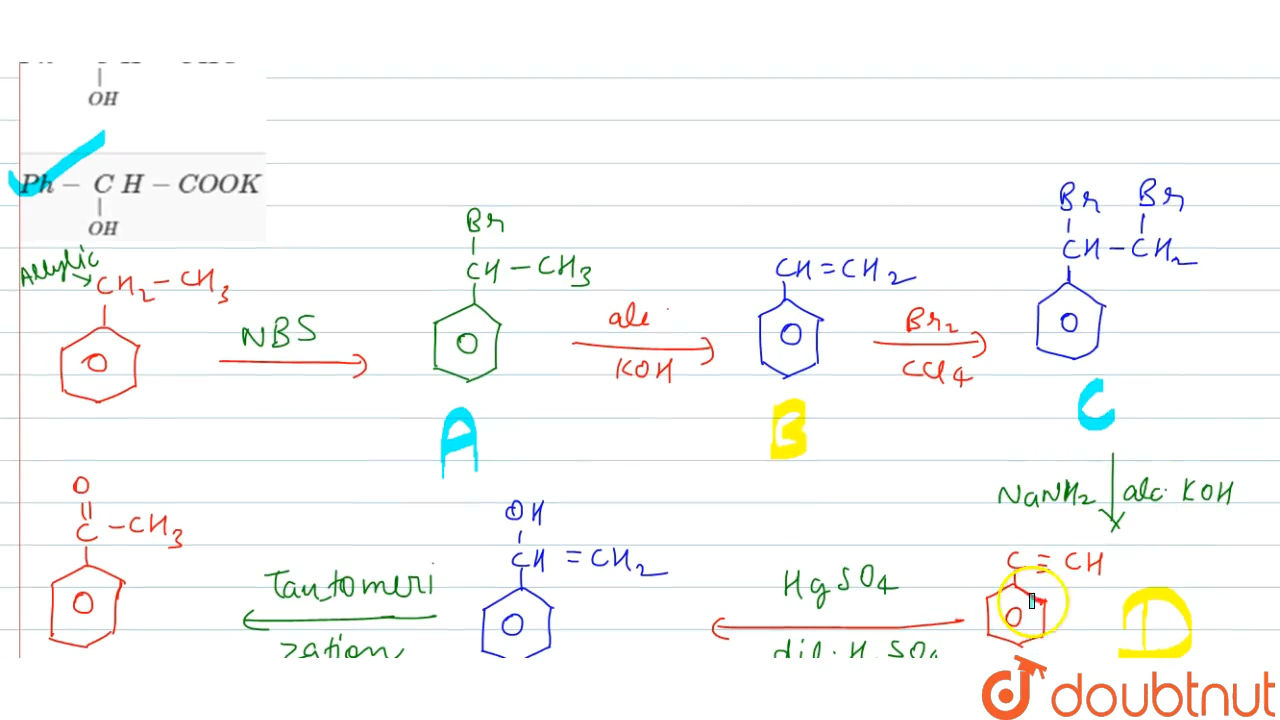 |
OH
Ph – C H – COOK
|
OH
Br Br
| |
CH – CH2
Br
|
CH – CH3
Allylic
CH2 – CH3
CH = CH2
NBS
alc.
KOH
Br2
CCl4
A
B
C
NaNH2 alc. KOH
O
||
C – CH3
OH
|
CH = CH2
C ≡ CH
Tautomeri
zation
HgSO4
dil. H2SO4
D
doubtnut